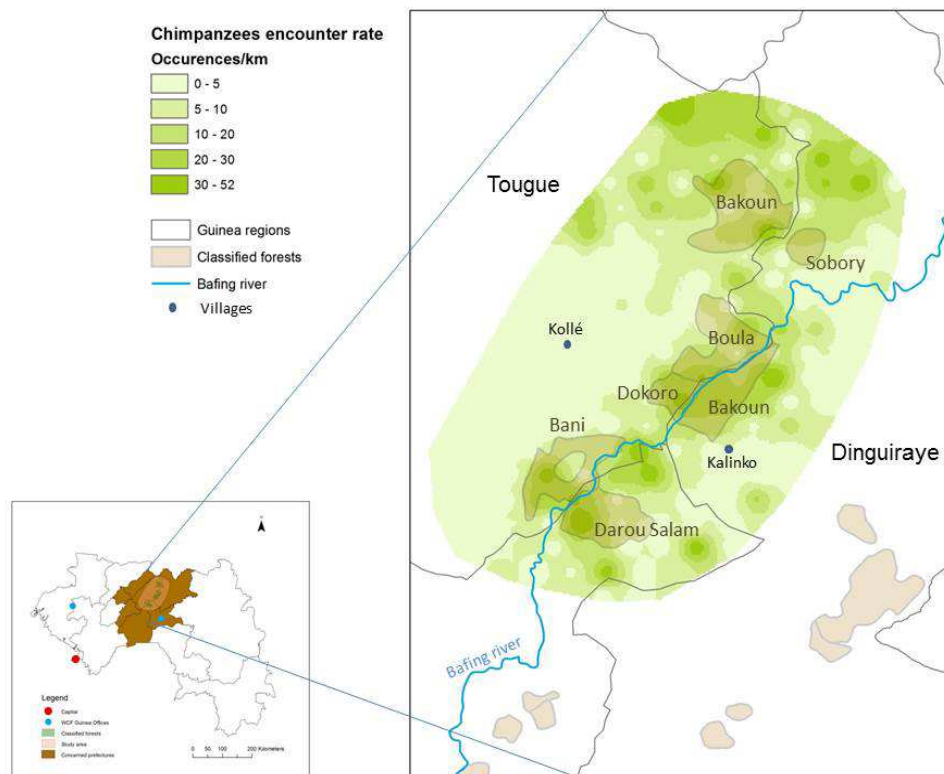 Chimpanzees encounter rate
Occurences/km
0 - 5
5 - 10
10 - 20
20 - 30
30 - 52
Guinea regions
Classified forests
Bafing river
Villages
Tougue
Bakoun
Sobory
Kollé
Boula
Dokoro
Bakoun
Bani
Kalinko
Dinguiraye
Darou Salam
Bafing river
Legend
Capital
WCF Guinea Offices
Classified forests
Study area
Concerned prefectures
0 50 100 200 Kilometers